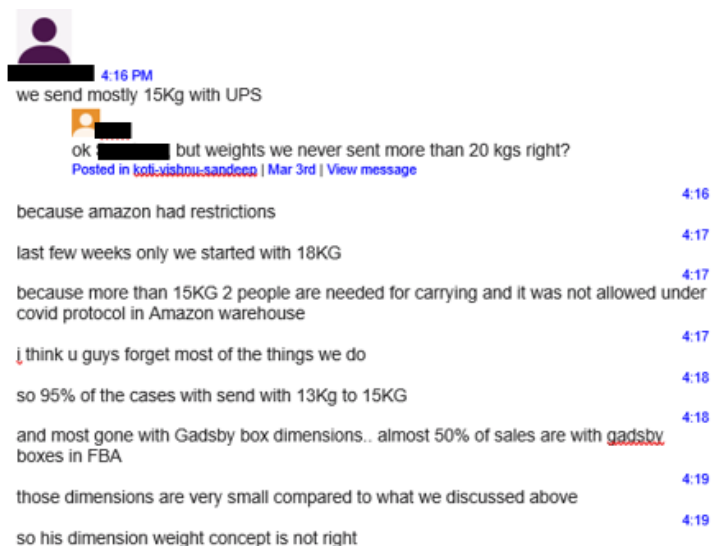 4:16 PM
we send mostly 15Kg with UPS
ok but weights we never sent more than 20 kgs right?
Posted in koti-vishnu-sandeep | Mar 3rd | View message
4:16
because amazon had restrictions
4:17
last few weeks only we started with 18KG
4:17
because more than 15KG 2 people are needed for carrying and it was not allowed under
covid protocol in Amazon warehouse
4:17
i think u guys forget most of the things we do
4:18
so 95% of the cases with send with 13Kg to 15KG
4:18
and most gone with Gadsby box dimensions.. almost 50% of sales are with gadsby
boxes in FBA
4:19
those dimensions are very small compared to what we discussed above
4:19
so his dimension weight concept is not right